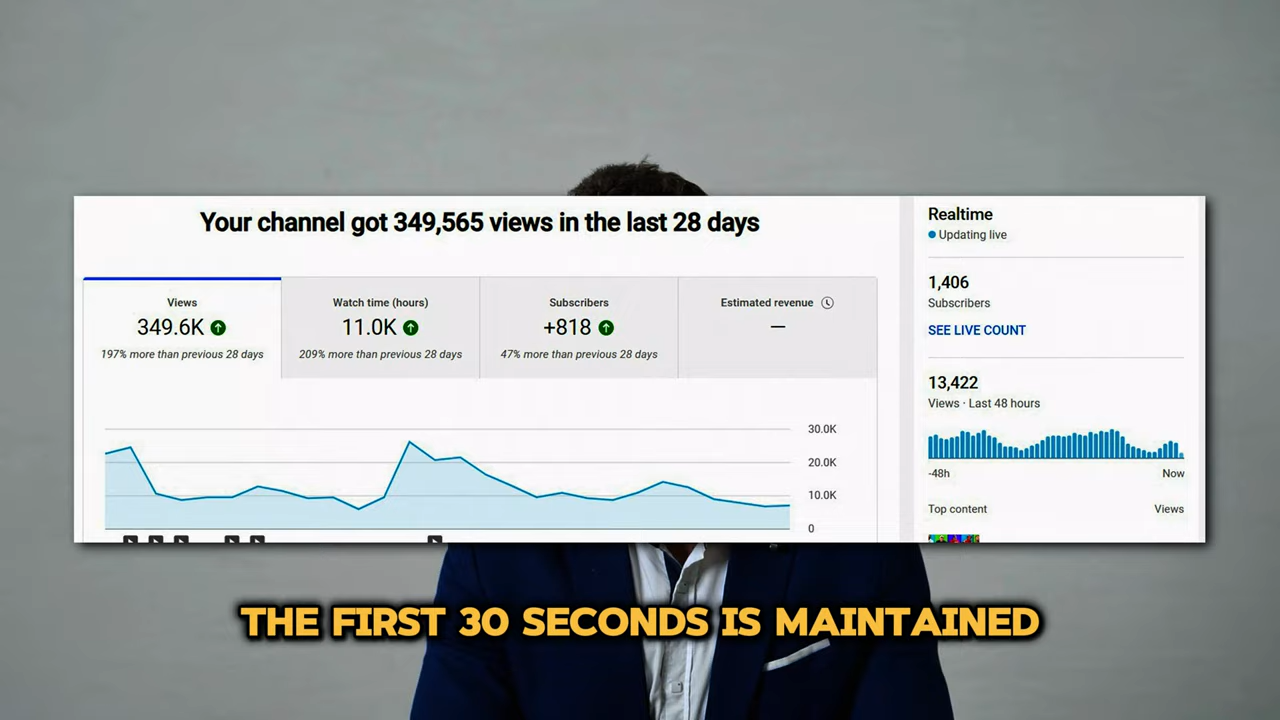 Your channel got 349,565 views in the last 28 days
Views
349.6K
197% more than previous 28 days
Watch time (hours)
11.0K
209% more than previous 28 days
Subscribers
+818
47% more than previous 28 days
Estimated revenue
—
30.0K
20.0K
10.0K
0
Realtime
Updating live
1,406
Subscribers
SEE LIVE COUNT
13,422
Views · Last 48 hours
-48h Now
Top content Views
THE FIRST 30 SECONDS IS MAINTAINED